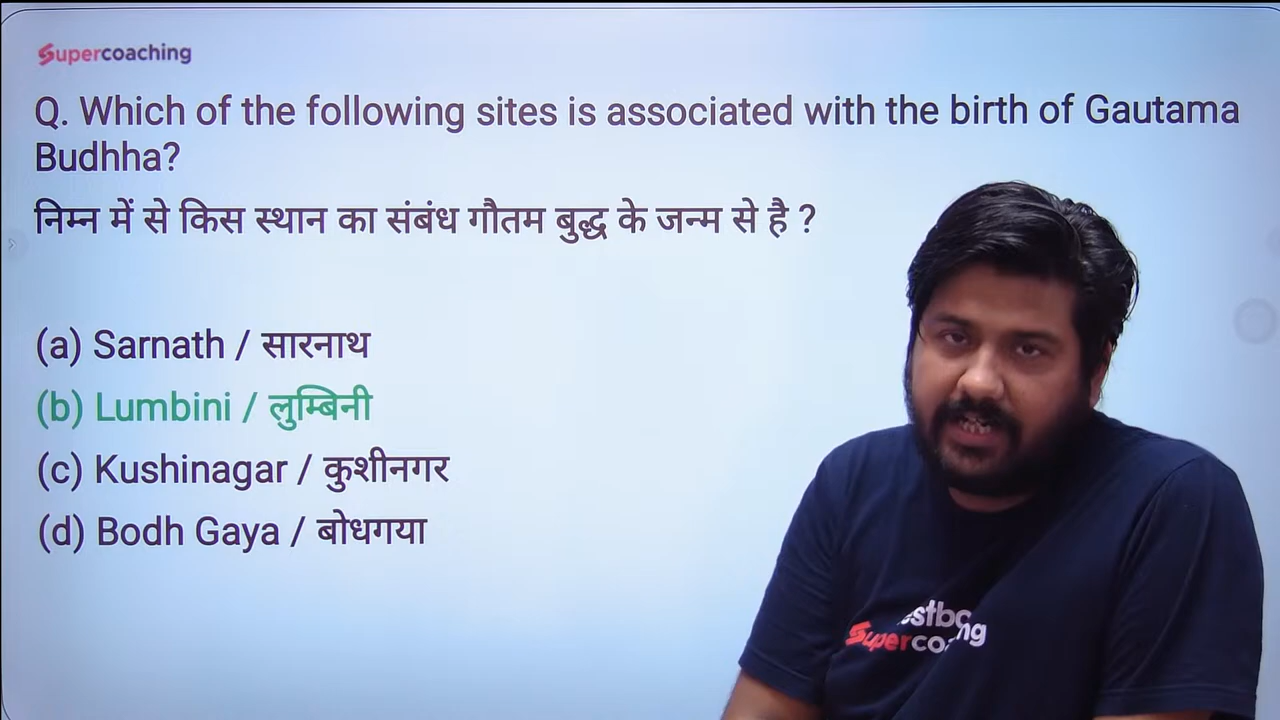 Supercoaching
Q. Which of the following sites is associated with the birth of Gautama
Budhha?
निम्न में से किस स्थान का संबंध गौतम बुद्ध के जन्म से है ?
(a) Sarnath / सारनाथ
(b) Lumbini / लुम्बिनी
(c) Kushinagar / कुशीनगर
(d) Bodh Gaya / बोधगया